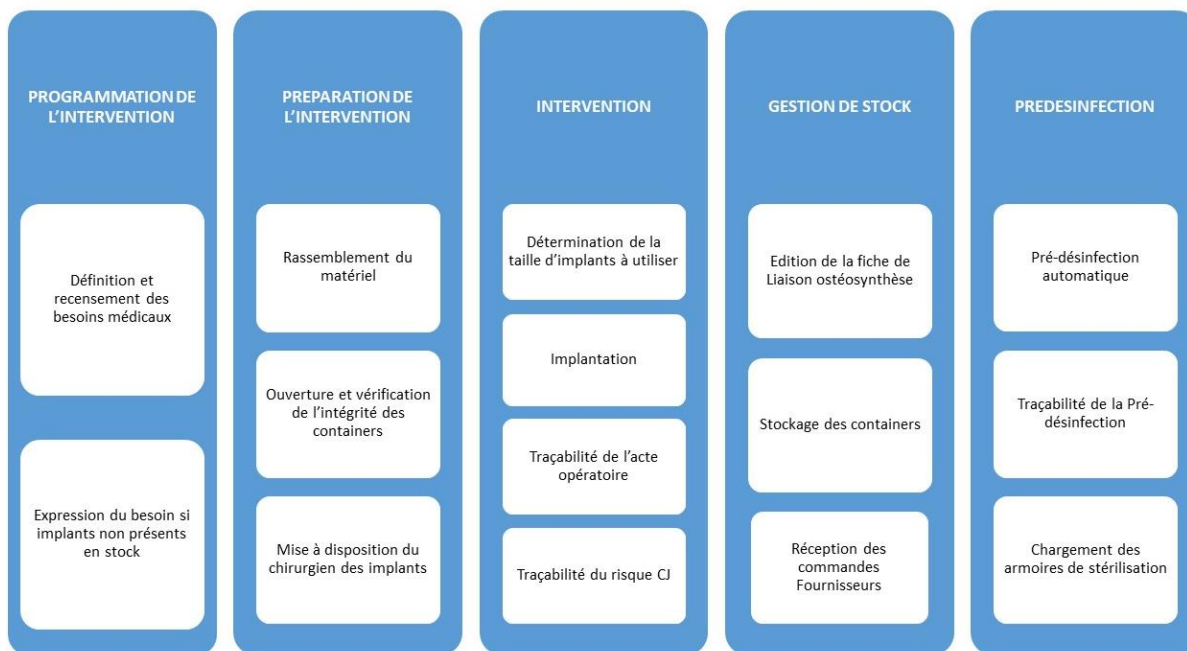 PROGRAMMATION DE
L'INTERVENTION
Définition et
recensement des
besoins médicaux
Expression du besoin si
implants non présents
en stock
PREPARATION DE
L'INTERVENTION
Rassemblement du
matériel
Ouverture et vérification
de l'intégrité des
containers
Mise à disposition du
chirurgien des implants
INTERVENTION
Détermination de la
taille d'implants à utiliser
Implantation
Traçabilité de l'acte
opératoire
Traçabilité du risque CJ
GESTION DE STOCK
Edition de la fiche de
Liaison ostéosynthèse
Stockage des containers
Réception des
commandes
Fournisseurs
PREDESINFECTION
Pré-désinfection
automatique
Traçabilité de la Pré-
désinfection
Chargement des
armoires de stérilisation